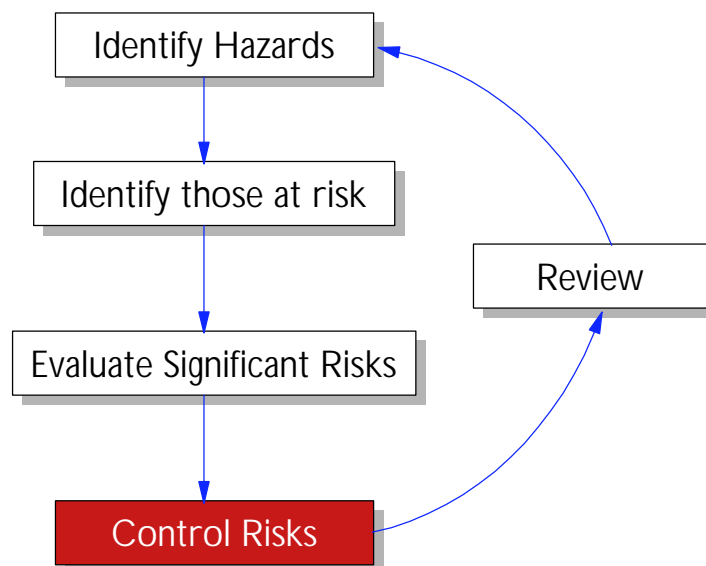 Identify Hazards
Identify those at risk
Review
Evaluate Significant Risks
Control Risks